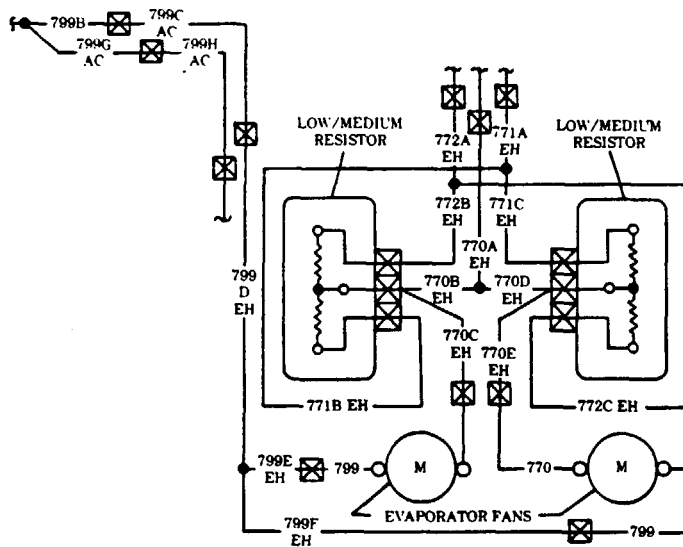 799B
799C
AC
799G
AC
799H
AC
LOW/MEDIUM
RESISTOR
772A
EH
771A
EH
LOW/MEDIUM
RESISTOR
772B
EH
771C
EH
770A
EH
799
D
EH
770B
EH
770D
EH
770C
EH
770E
EH
771B EH
772C EH
799E
EH
799
M
770
M
EVAPORATOR FANS
799F
EH
799